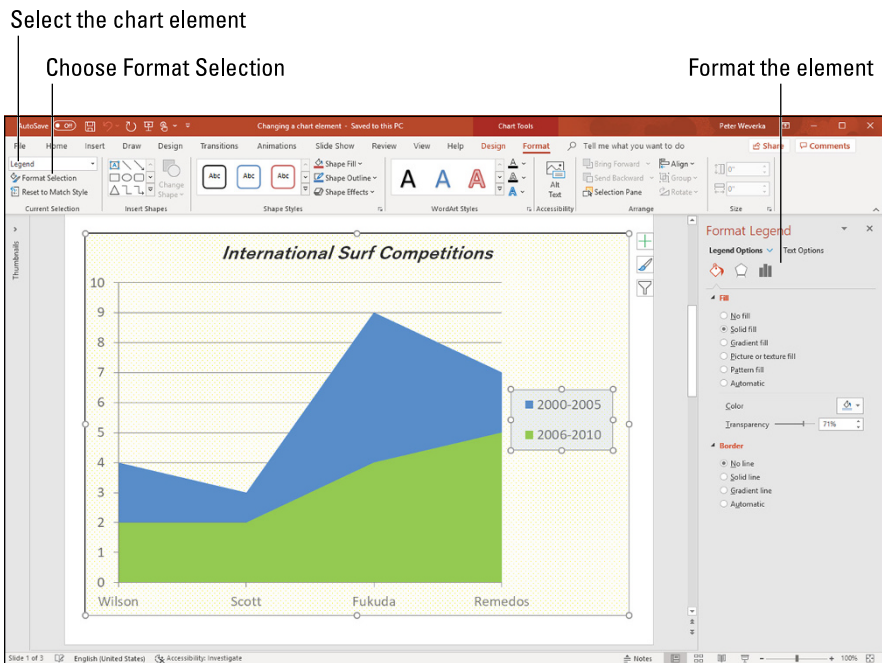 Select the chart element
Choose Format Selection
Format the element
AutoSave Off
Changing a chart element - Saved to this PC
Chart Tools
Peter Weverka
File Home Insert Draw Design Transitions Animations Slide Show Review View Help Design Format Tell me what you want to do Share Comments
Legend
Format Selection
Reset to Match Style
Current Selection
Change
Shape
Insert Shapes
Abc Abc Abc
Shape Fill
Shape Outline
Shape Effects
Shape Styles
A A A
A
A
A
WordArt Styles
Alt
Text
Accessibility
Bring Forward
Send Backward
Selection Pane
Align
Group
Rotate
Arrange
0"
0"
Size
Thumbnails
International Surf Competitions
10
9
8
7
6
5
4
3
2
1
0
Wilson Scott Fukuda Remedos
2000-2005
2006-2010
Format Legend
Legend Options Text Options
Fill
No fill
Solid fill
Gradient fill
Picture or texture fill
Pattern fill
Automatic
Color
Transparency 71%
Border
No line
Solid line
Gradient line
Automatic
Slide 1 of 3 English (United States) Accessibility: Investigate Notes 100%